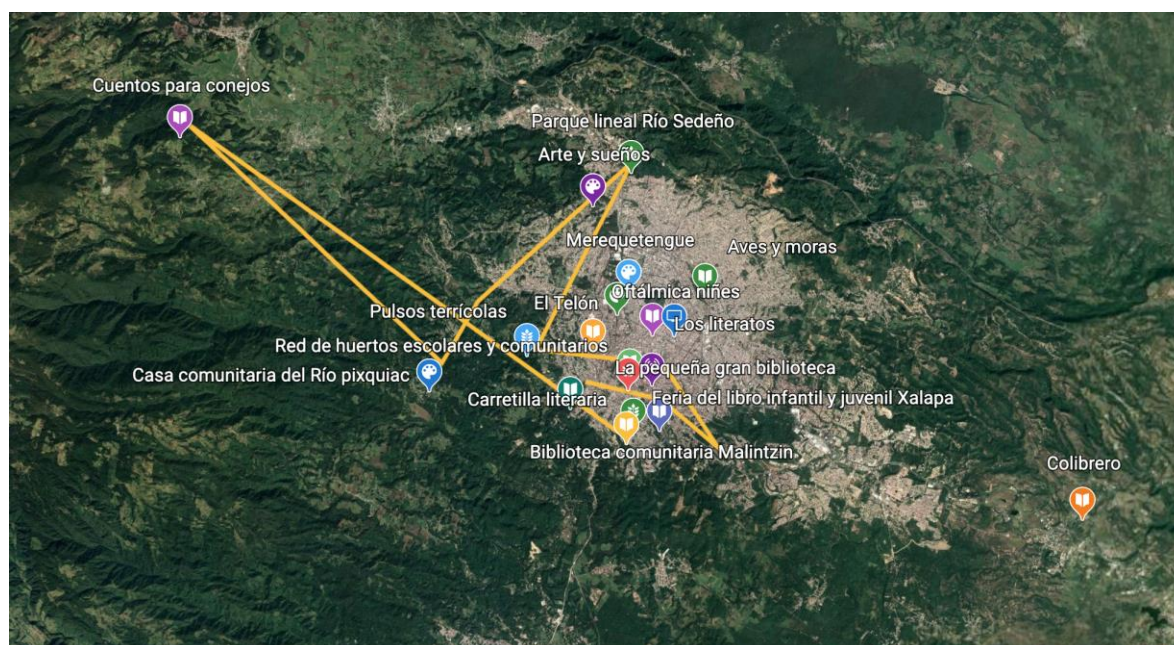 Cuentos para conejos
Parque lineal Río Sedeño
Arte y sueños
Merequetengue
Aves y moras
Oftálmica niñes
El Telón
Pulsos terrícolas
Los literatos
Red de huertos escolares y comunitarios
La pequeña gran biblioteca
Casa comunitaria del Río pixquiac
Carretilla literaria
Feria del libro infantil y juvenil Xalapa
Biblioteca comunitaria Malintzin
Colibrero